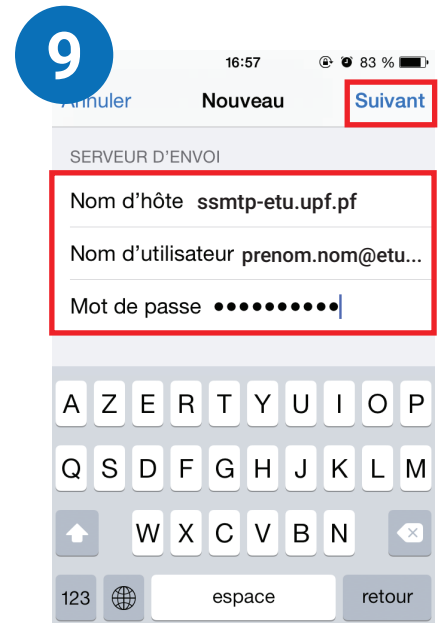 9
16:57 83 %
Annuler Nouveau Suivant
SERVEUR D'ENVOI
Nom d'hôte ssmtp-etu.upf.pf
Nom d'utilisateur prenom.nom@etu...
Mot de passe ●●●●●●●●●●
A Z E R T Y U I O P
Q S D F G H J K L M
W X C V B N
123 espace retour